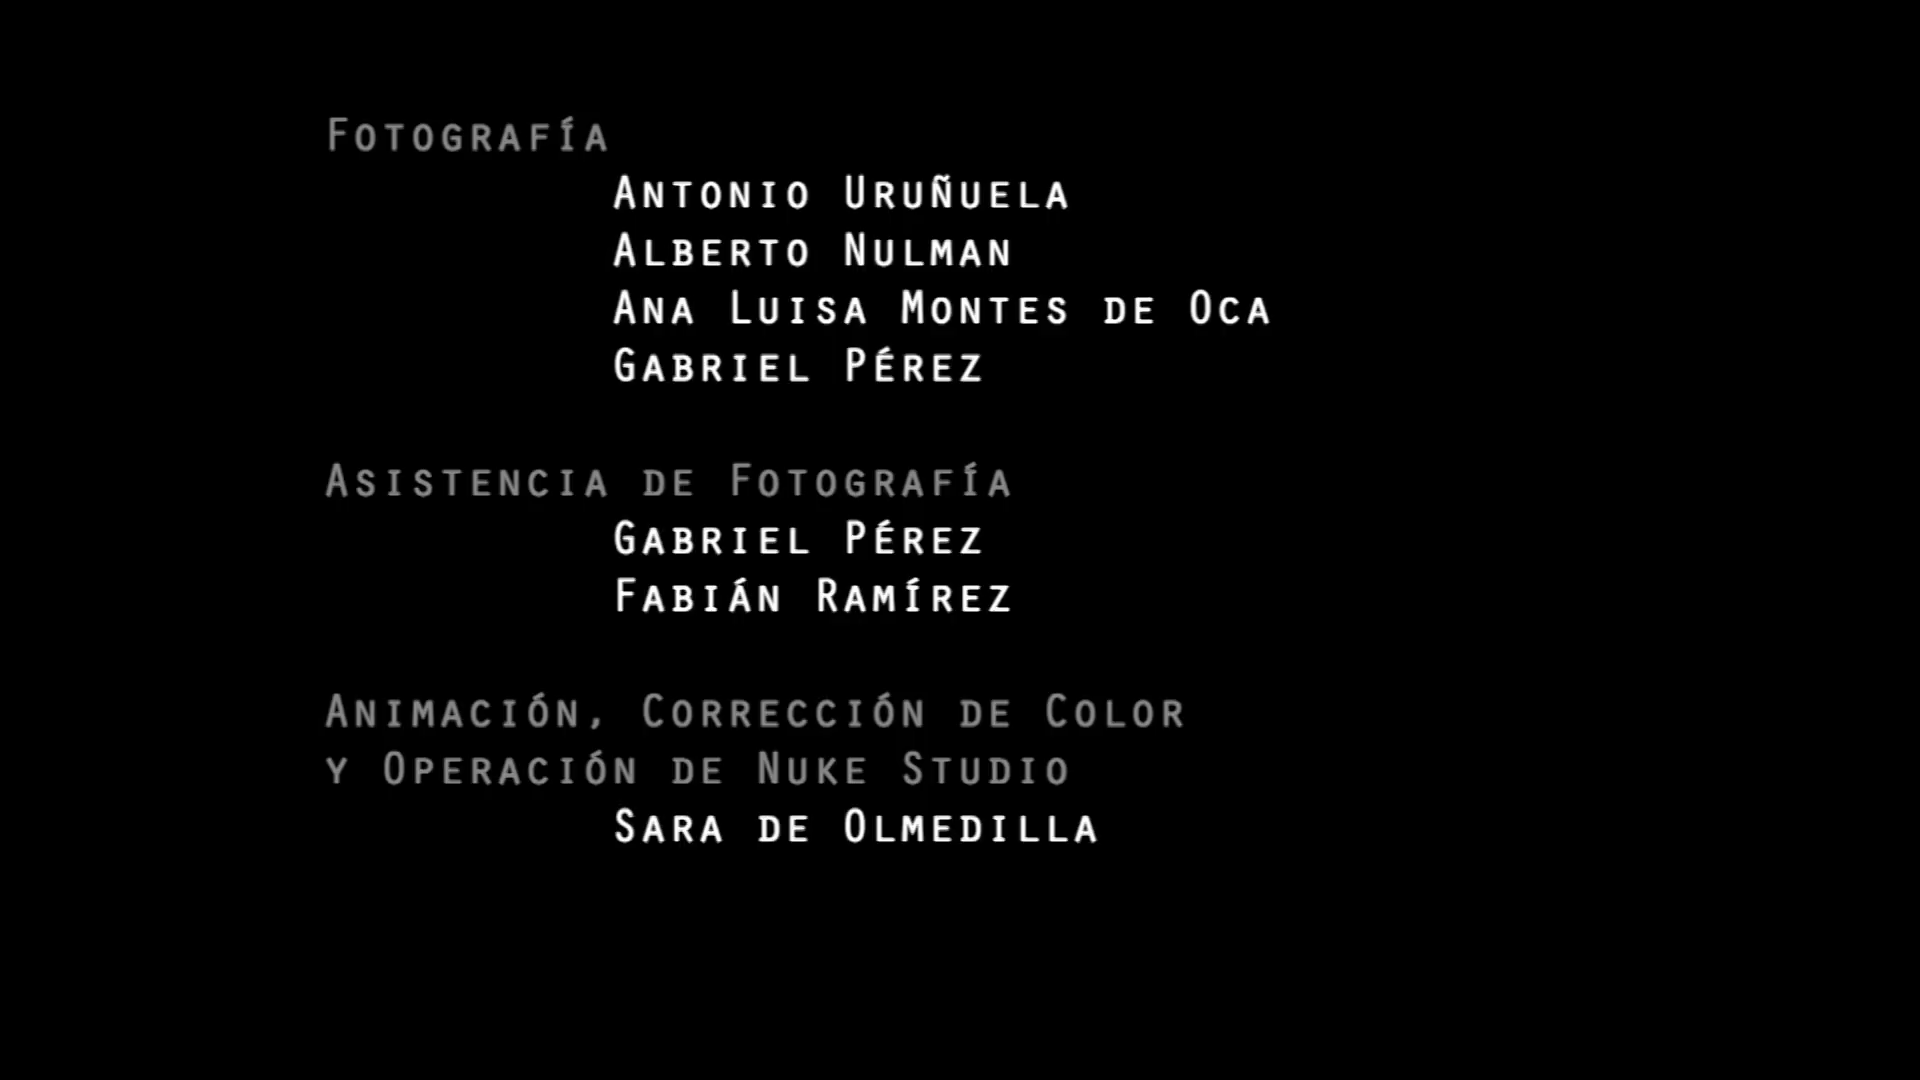 Fotografía
Antonio Uruñuela
Alberto Nulman
Ana Luisa Montes de Oca
Gabriel Pérez
Asistencia de Fotografía
Gabriel Pérez
Fabián Ramírez
Animación, Corrección de Color
y Operación de Nuke Studio
Sara de Olmedilla